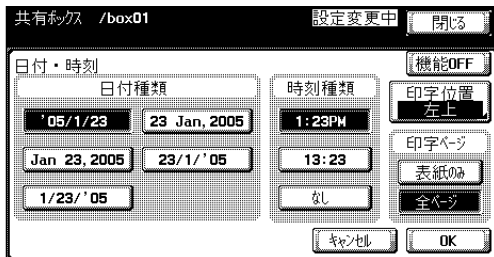 共有ボックス /box01 設定変更中 閉じる
機能OFF
日付・時刻
日付種類 時刻種類 印字位置
左上
'05/1/23 23 Jan, 2005 1:23PM
印字ページ
Jan 23, 2005 23/1/'05 13:23 表紙のみ
1/23/'05 なし 全ページ
キャンセル OK